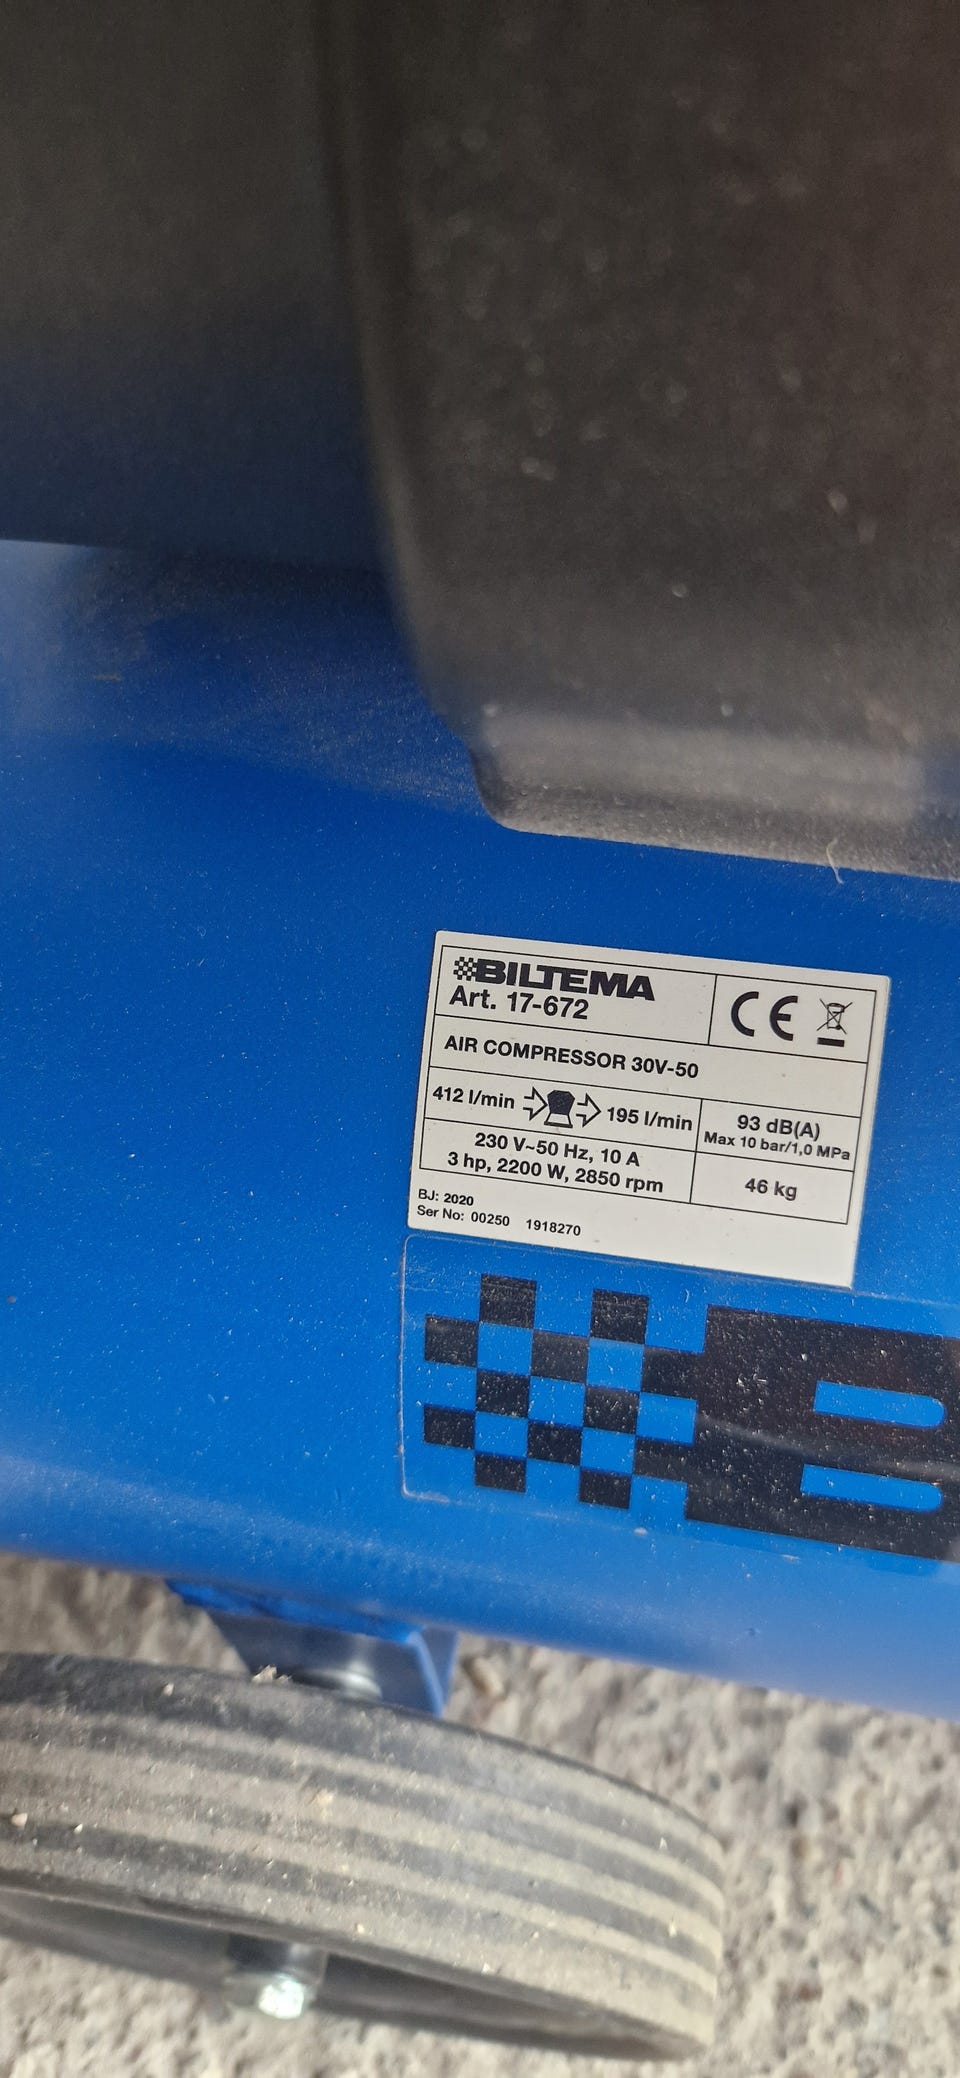 BILTEMA
Art. 17-672
CE
AIR COMPRESSOR 30V-50
412 l/min 195 l/min
93 dB(A)
Max 10 bar/1,0 MPa
230 V~50 Hz, 10 A
3 hp, 2200 W, 2850 rpm
46 kg
BJ: 2020
Ser No: 00250 1918270